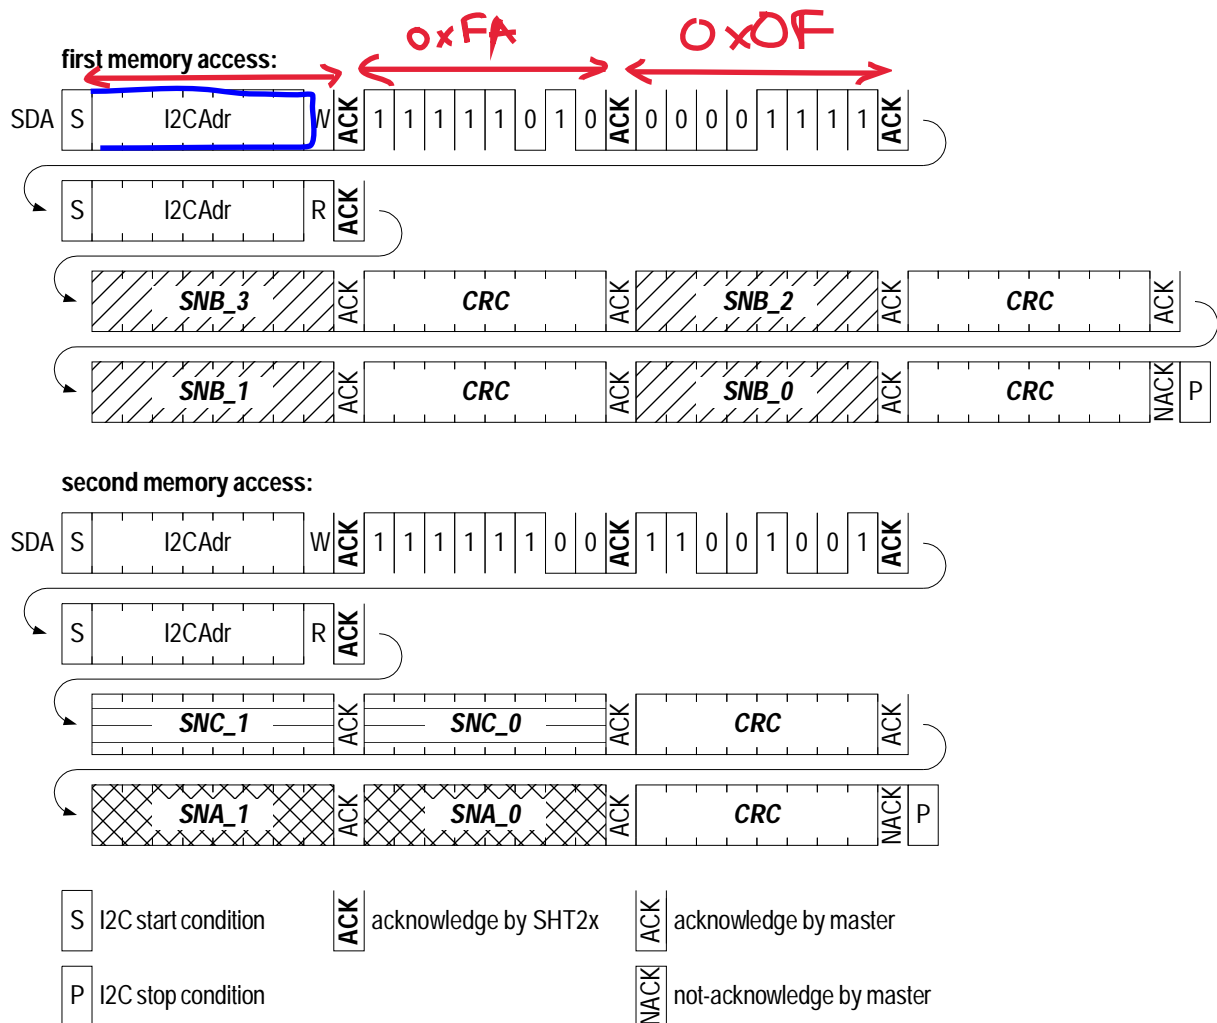 0xFA 0x0F
first memory access:
SDA S I2CAdr W ACK 1 1 1 1 1 0 1 0 ACK 0 0 0 0 1 1 1 1 ACK
S I2CAdr R ACK
SNB_3 ACK CRC ACK SNB_2 ACK CRC ACK
SNB_1 ACK CRC ACK SNB_0 ACK CRC NACK P
second memory access:
SDA S I2CAdr W ACK 1 1 1 1 1 1 0 0 ACK 1 1 0 0 1 0 0 1 ACK
S I2CAdr R ACK
SNC_1 ACK SNC_0 ACK CRC ACK
SNA_1 ACK SNA_0 ACK CRC NACK P
S I2C start condition ACK acknowledge by SHT2x ACK acknowledge by master
P I2C stop condition NACK not-acknowledge by master